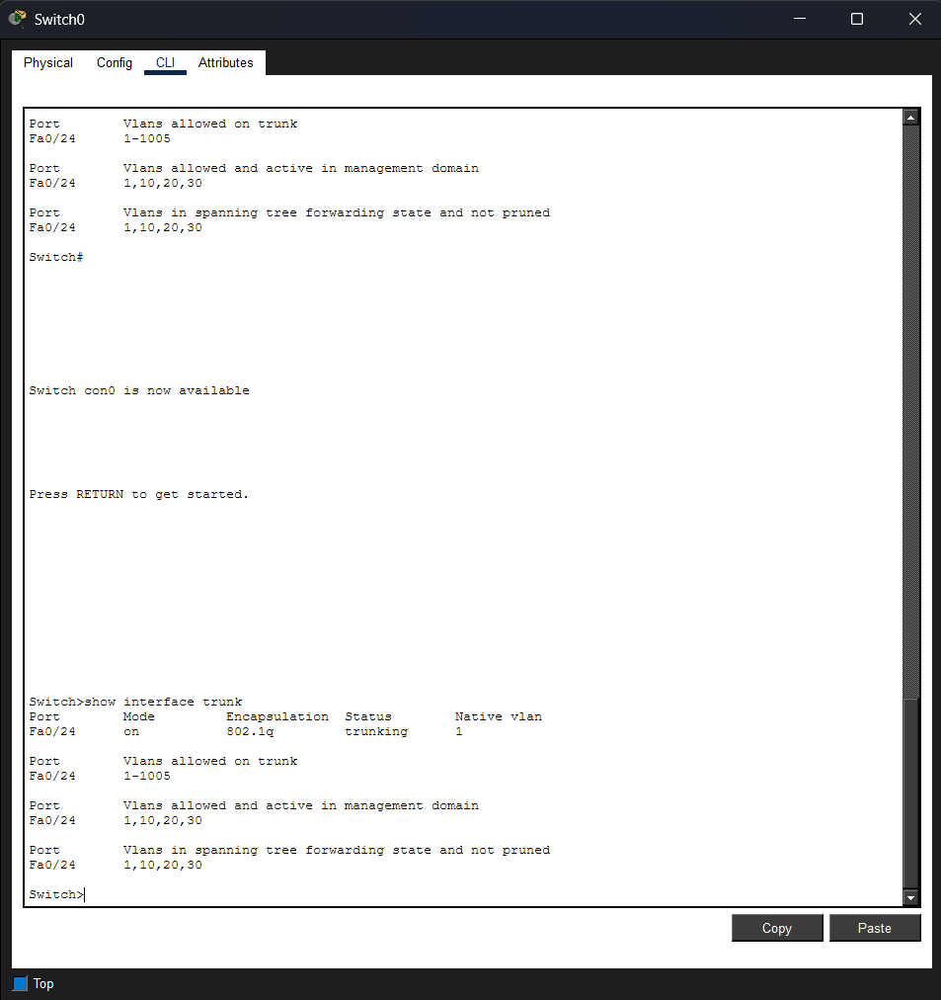 Switch0
Physical Config CLI Attributes
Port        Vlans allowed on trunk
Fa0/24      1-1005
Port        Vlans allowed and active in management domain
Fa0/24      1,10,20,30
Port        Vlans in spanning tree forwarding state and not pruned
Fa0/24      1,10,20,30
Switch#
Switch con0 is now available
Press RETURN to get started.
Switch>show interface trunk
Port        Mode         Encapsulation  Status        Native vlan
Fa0/24      on           802.1q         trunking      1
Port        Vlans allowed on trunk
Fa0/24      1-1005
Port        Vlans allowed and active in management domain
Fa0/24      1,10,20,30
Port        Vlans in spanning tree forwarding state and not pruned
Fa0/24      1,10,20,30
Switch>
Copy Paste
Top